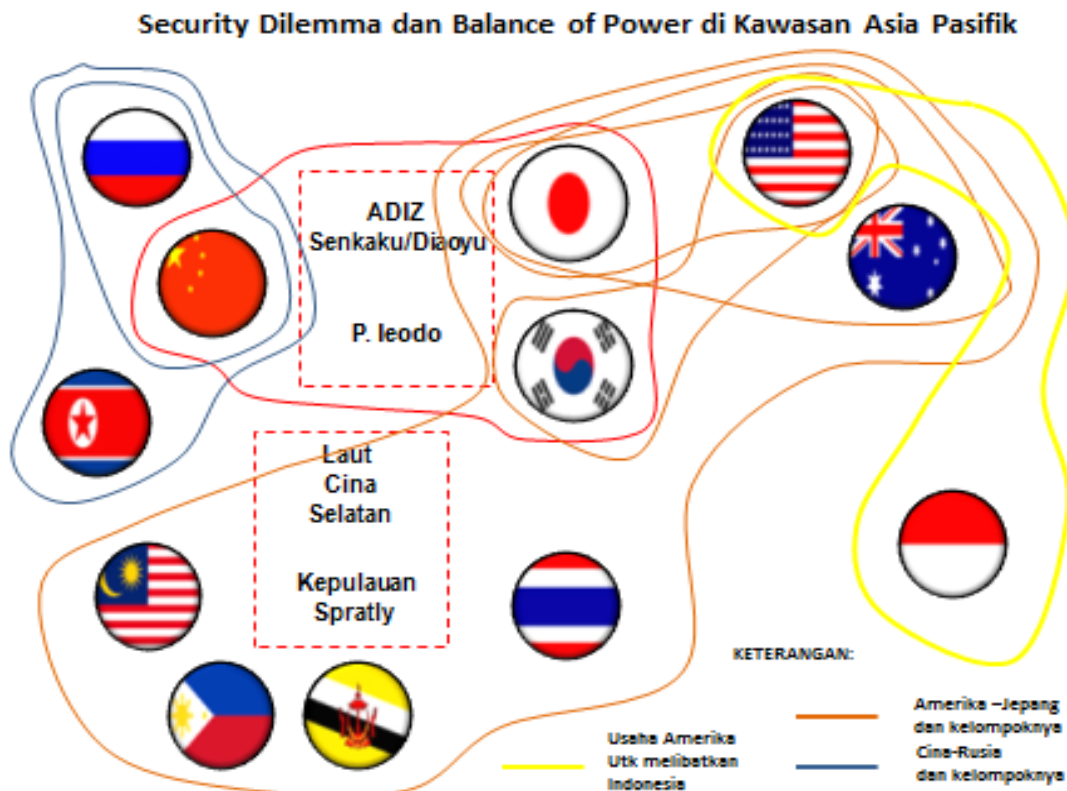 Security Dilemma dan Balance of Power di Kawasan Asia Pasifik
ADIZ
Senkaku/Diaoyu
P. Ieodo
Laut
Cina
Selatan
Kepulauan
Spratly
KETERANGAN:
Usaha Amerika
Utk melibatkan
Indonesia
Amerika –Jepang
dan kelompoknya
Cina-Rusia
dan kelompoknya